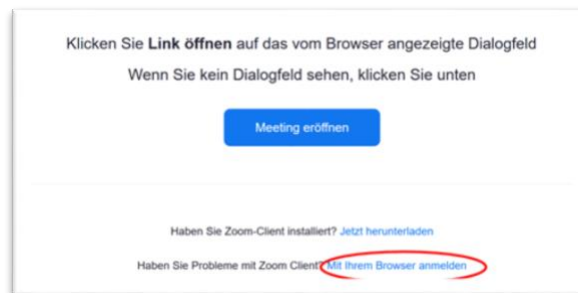 Klicken Sie Link öffnen auf das vom Browser angezeigte Dialogfeld
Wenn Sie kein Dialogfeld sehen, klicken Sie unten
Meeting eröffnen
Haben Sie Zoom-Client installiert? Jetzt herunterladen
Haben Sie Probleme mit Zoom Client? Mit Ihrem Browser anmelden